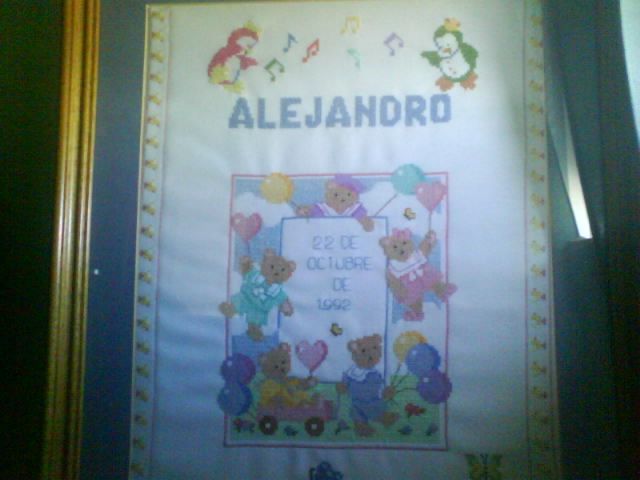 ALEJANDRO
22 DE
OCTUBRE
DE
1992